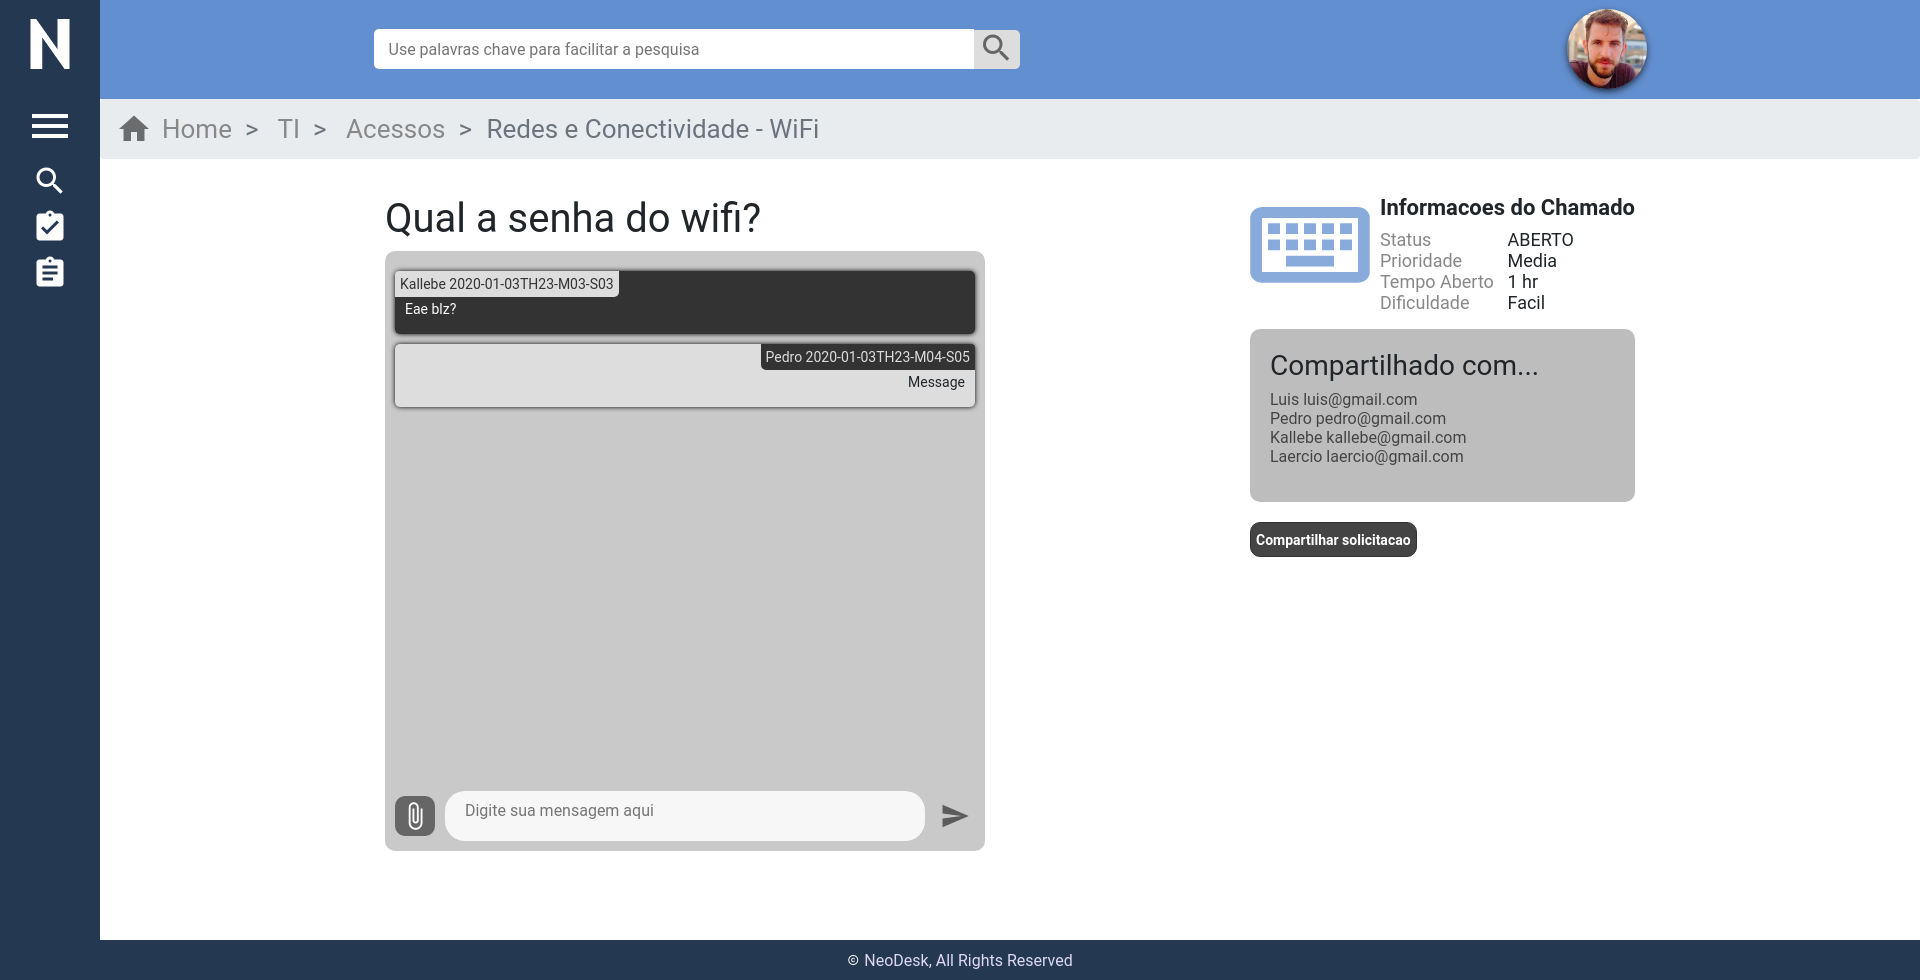 N
Use palavras chave para facilitar a pesquisa
Home > TI > Acessos > Redes e Conectividade - WiFi
Qual a senha do wifi?
Kallebe 2020-01-03TH23-M03-S03
Eae blz?
Pedro 2020-01-03TH23-M04-S05
Message
Digite sua mensagem aqui
Informacoes do Chamado
Status ABERTO
Prioridade Media
Tempo Aberto 1 hr
Dificuldade Facil
Compartilhado com...
Luis luis@gmail.com
Pedro pedro@gmail.com
Kallebe kallebe@gmail.com
Laercio laercio@gmail.com
Compartilhar solicitacao
© NeoDesk, All Rights Reserved